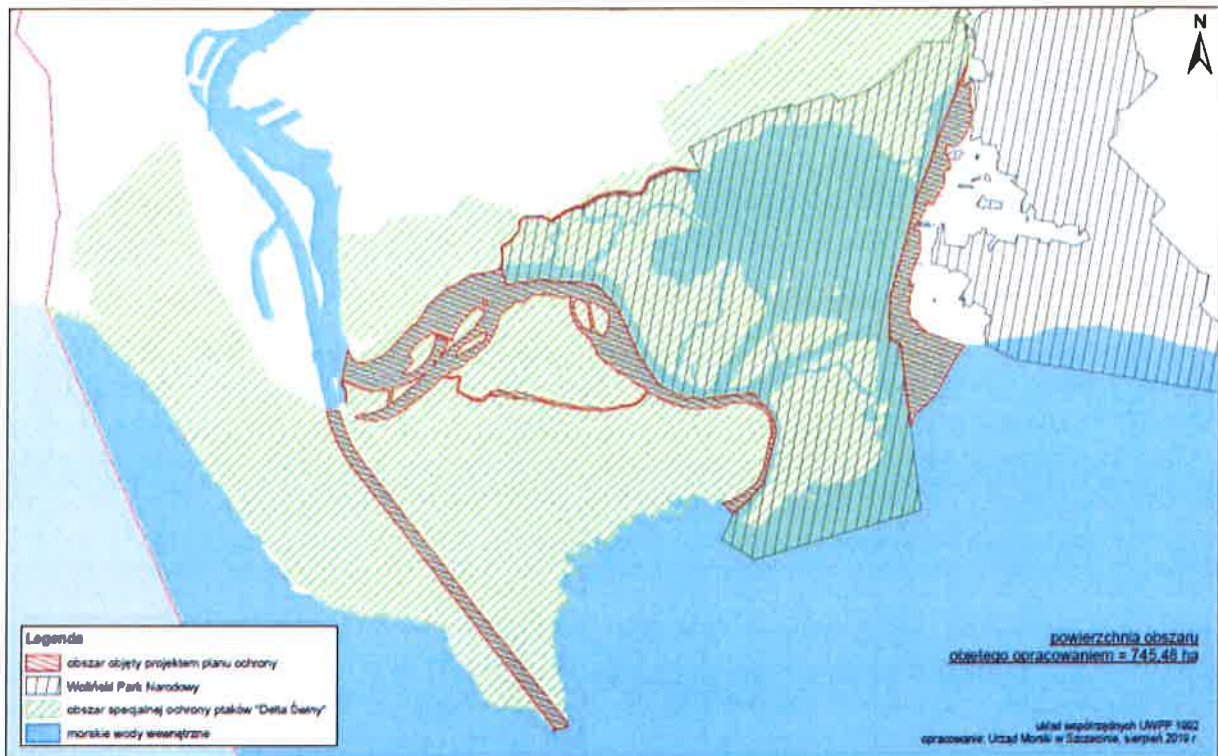 N
powierzchnia obszaru
objętego opracowaniem = 745,48 ha
Legenda
obszar objęty projektem planu ochrony
Woliński Park Narodowy
obszar specjalnej ochrony ptaków "Delta Świny"
morskie wody wewnętrzne
układ współrzędnych UWPP 1992
opracowanie: Urząd Morski w Szczecinie, sierpień 2019 r.